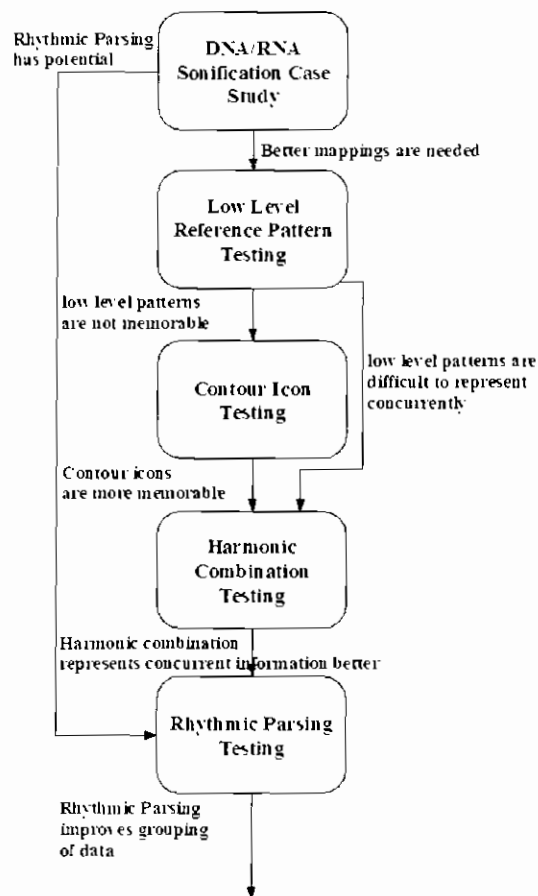 Rhythmic Parsing
has potential
DNA/RNA
Sonification Case
Study
Better mappings are needed
Low Level
Reference Pattern
Testing
low level patterns
are not memorable
low level patterns are
difficult to represent
concurrently
Contour Icon
Testing
Contour icons
are more memorable
Harmonic
Combination
Testing
Harmonic combination
represents concurrent information better
Rhythmic Parsing
Testing
Rhythmic Parsing
improves grouping
of data